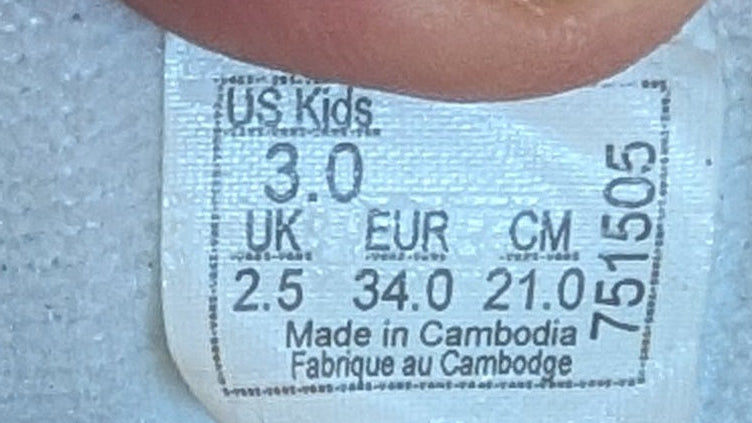 US Kids
3.0
UK EUR CM
2.5 34.0 21.0
Made in Cambodia
Fabrique au Cambodge
751505